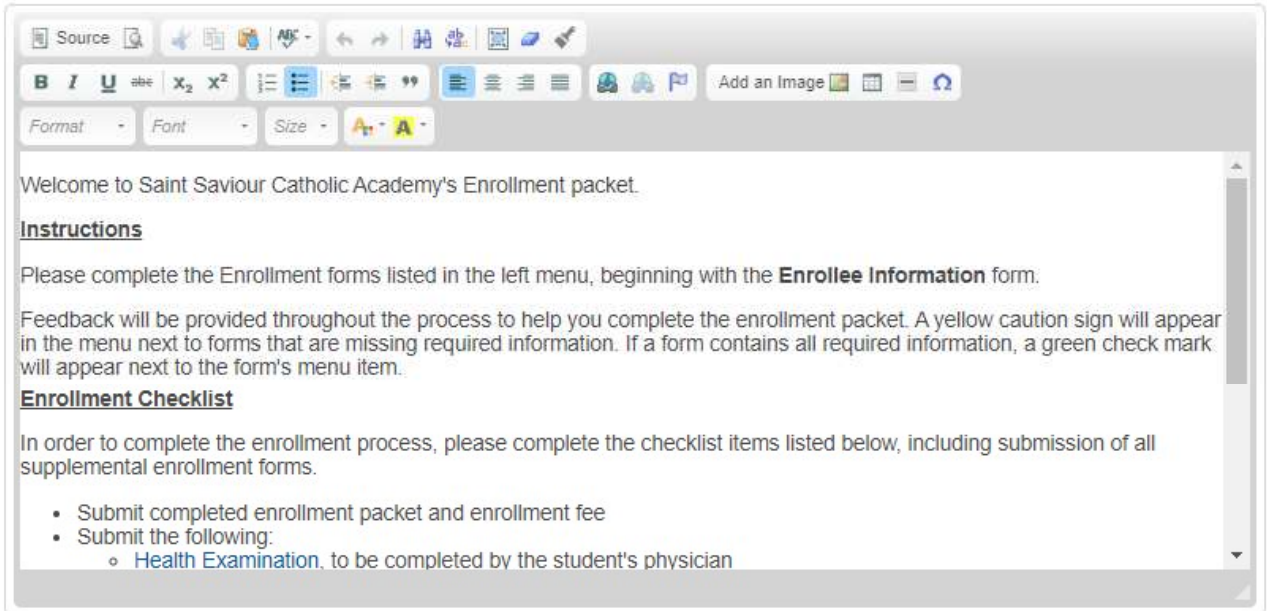 Source ABC
B I U abc X₂ X² Add an Image Ω
Format Font Size A A
Welcome to Saint Saviour Catholic Academy's Enrollment packet.
Instructions
Please complete the Enrollment forms listed in the left menu, beginning with the Enrollee Information form.
Feedback will be provided throughout the process to help you complete the enrollment packet. A yellow caution sign will appear
in the menu next to forms that are missing required information. If a form contains all required information, a green check mark
will appear next to the form's menu item.
Enrollment Checklist
In order to complete the enrollment process, please complete the checklist items listed below, including submission of all
supplemental enrollment forms.
• Submit completed enrollment packet and enrollment fee
• Submit the following:
◦ Health Examination, to be completed by the student's physician